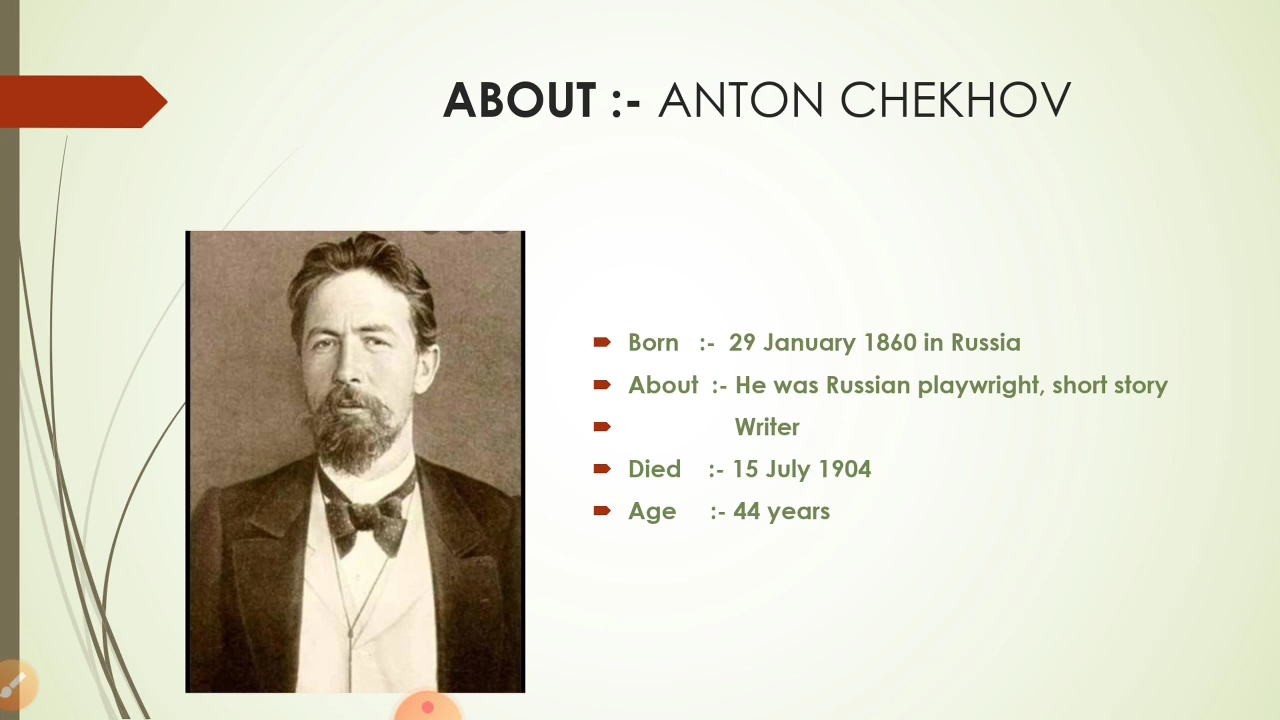 ABOUT :- ANTON CHEKHOV
Born :- 29 January 1860 in Russia
About :- He was Russian playwright, short story
Writer
Died :- 15 July 1904
Age :- 44 years